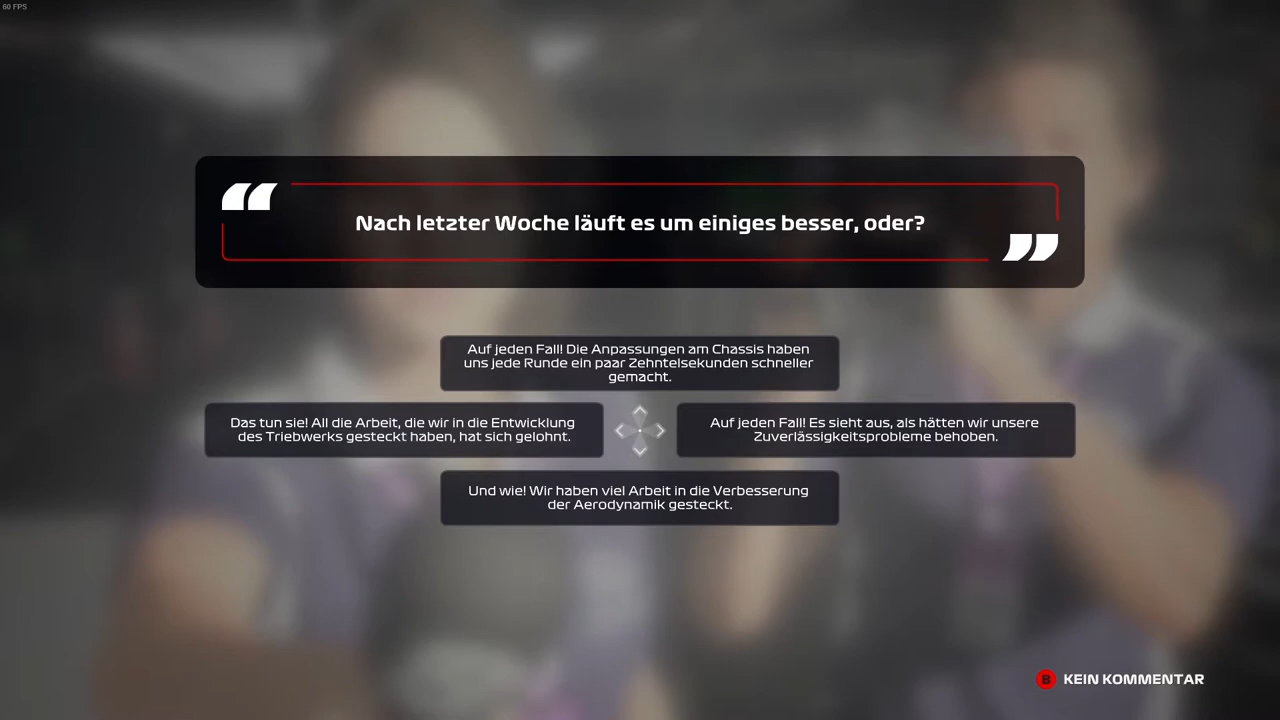 60 FPS
Nach letzter Woche läuft es um einiges besser, oder?
Auf jeden Fall! Die Anpassungen am Chassis haben
uns jede Runde ein paar Zehntelsekunden schneller
gemacht.
Das tun sie! All die Arbeit, die wir in die Entwicklung
des Triebwerks gesteckt haben, hat sich gelohnt.
Auf jeden Fall! Es sieht aus, als hätten wir unsere
Zuverlässigkeitsprobleme behoben.
Und wie! Wir haben viel Arbeit in die Verbesserung
der Aerodynamik gesteckt.
B KEIN KOMMENTAR